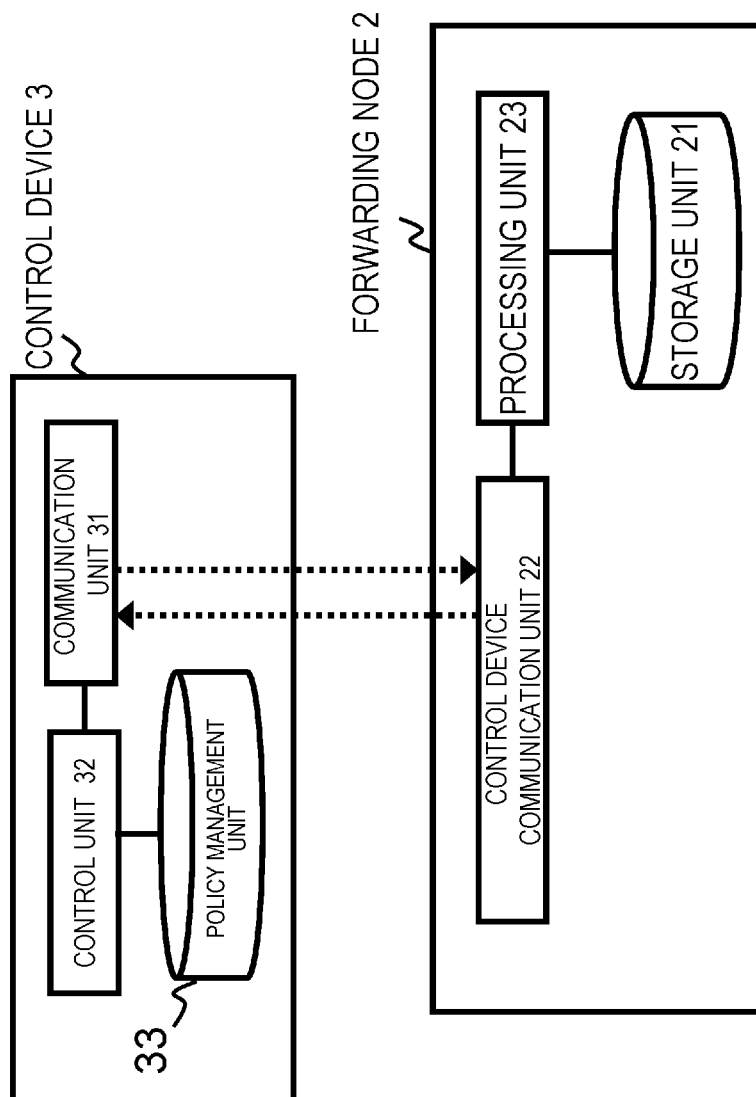 CONTROL DEVICE 3
COMMUNICATION
UNIT 31
CONTROL UNIT 32
POLICY MANAGEMENT
UNIT
33
FORWARDING NODE 2
PROCESSING UNIT 23
STORAGE UNIT 21
CONTROL DEVICE
COMMUNICATION UNIT 22